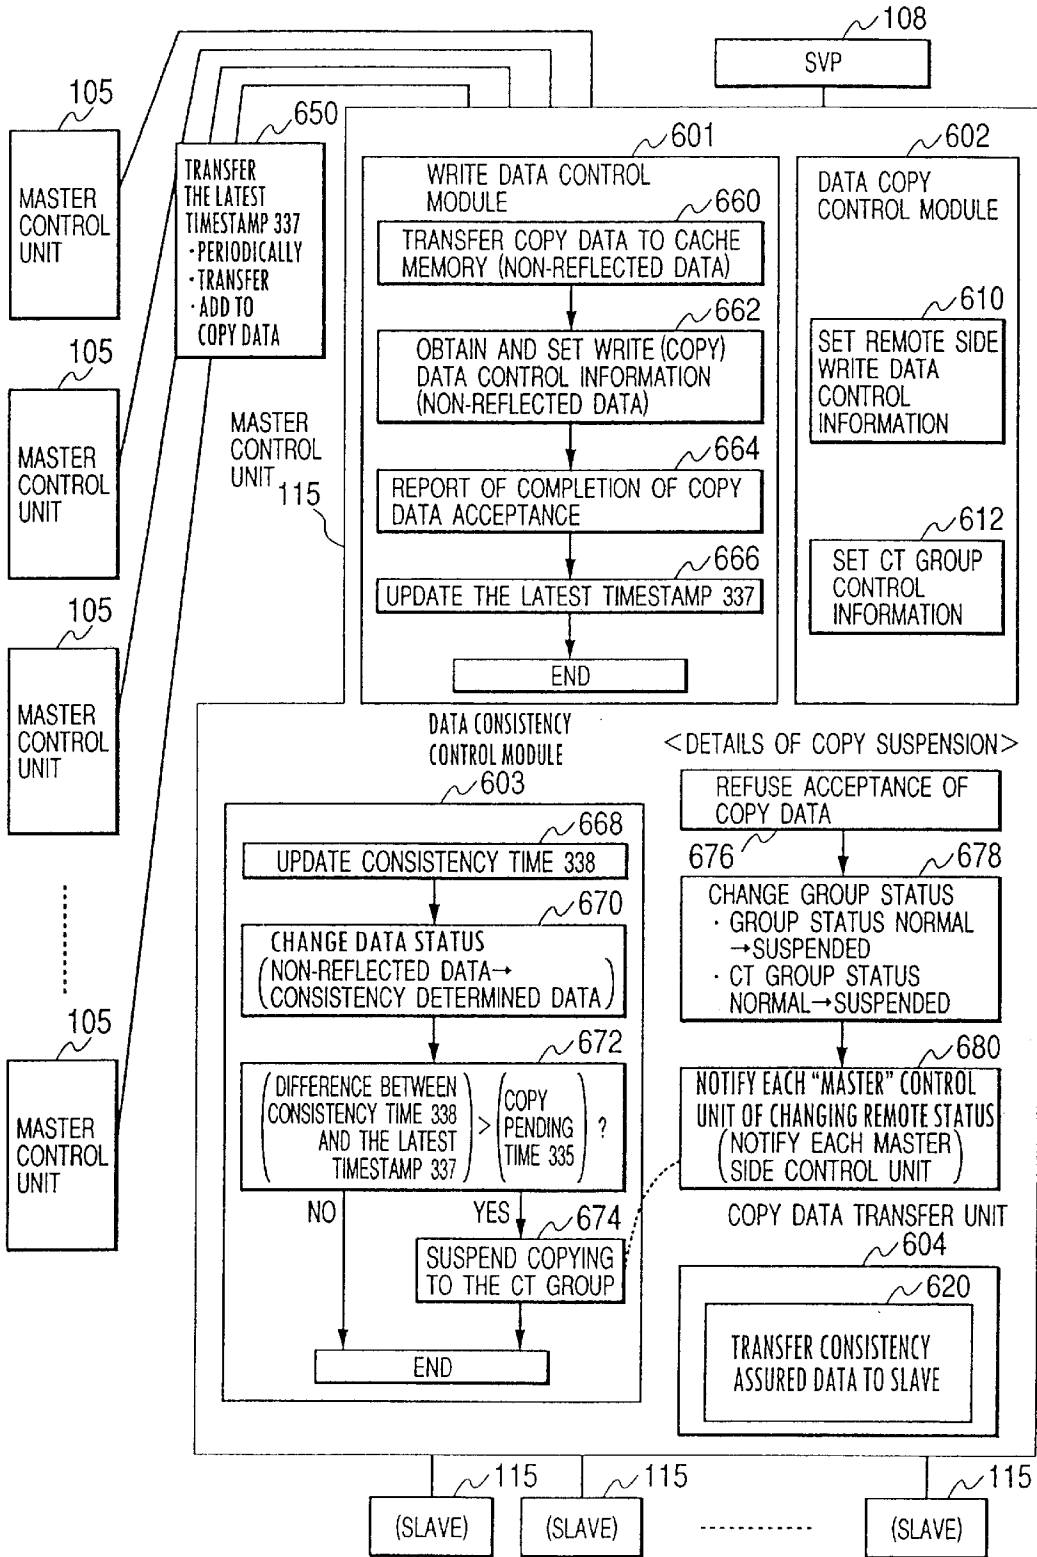 108
SVP
105
MASTER
CONTROL
UNIT
650
TRANSFER
THE LATEST
TIMESTAMP 337
· PERIODICALLY
· TRANSFER
· ADD TO
COPY DATA
105
MASTER
CONTROL
UNIT
105
MASTER
CONTROL
UNIT
105
MASTER
CONTROL
UNIT
MASTER
CONTROL
UNIT
115
601
WRITE DATA CONTROL
MODULE
660
TRANSFER COPY DATA TO CACHE
MEMORY (NON-REFLECTED DATA)
662
OBTAIN AND SET WRITE (COPY)
DATA CONTROL INFORMATION
(NON-REFLECTED DATA)
664
REPORT OF COMPLETION OF COPY
DATA ACCEPTANCE
666
UPDATE THE LATEST TIMESTAMP 337
END
602
DATA COPY
CONTROL MODULE
610
SET REMOTE SIDE
WRITE DATA
CONTROL
INFORMATION
612
SET CT GROUP
CONTROL
INFORMATION
DATA CONSISTENCY
CONTROL MODULE
603
668
UPDATE CONSISTENCY TIME 338
670
CHANGE DATA STATUS
(NON-REFLECTED DATA→
CONSISTENCY DETERMINED DATA)
672
(DIFFERENCE BETWEEN
CONSISTENCY TIME 338
AND THE LATEST
TIMESTAMP 337)
>
(COPY
PENDING
TIME 335)
?
NO
YES
674
SUSPEND COPYING
TO THE CT GROUP
END
<DETAILS OF COPY SUSPENSION>
REFUSE ACCEPTANCE OF
COPY DATA
676
678
CHANGE GROUP STATUS
· GROUP STATUS NORMAL
→SUSPENDED
· CT GROUP STATUS
NORMAL→SUSPENDED
680
NOTIFY EACH "MASTER" CONTROL
UNIT OF CHANGING REMOTE STATUS
(NOTIFY EACH MASTER
SIDE CONTROL UNIT)
COPY DATA TRANSFER UNIT
604
620
TRANSFER CONSISTENCY
ASSURED DATA TO SLAVE
115
(SLAVE)
115
(SLAVE)
115
(SLAVE)